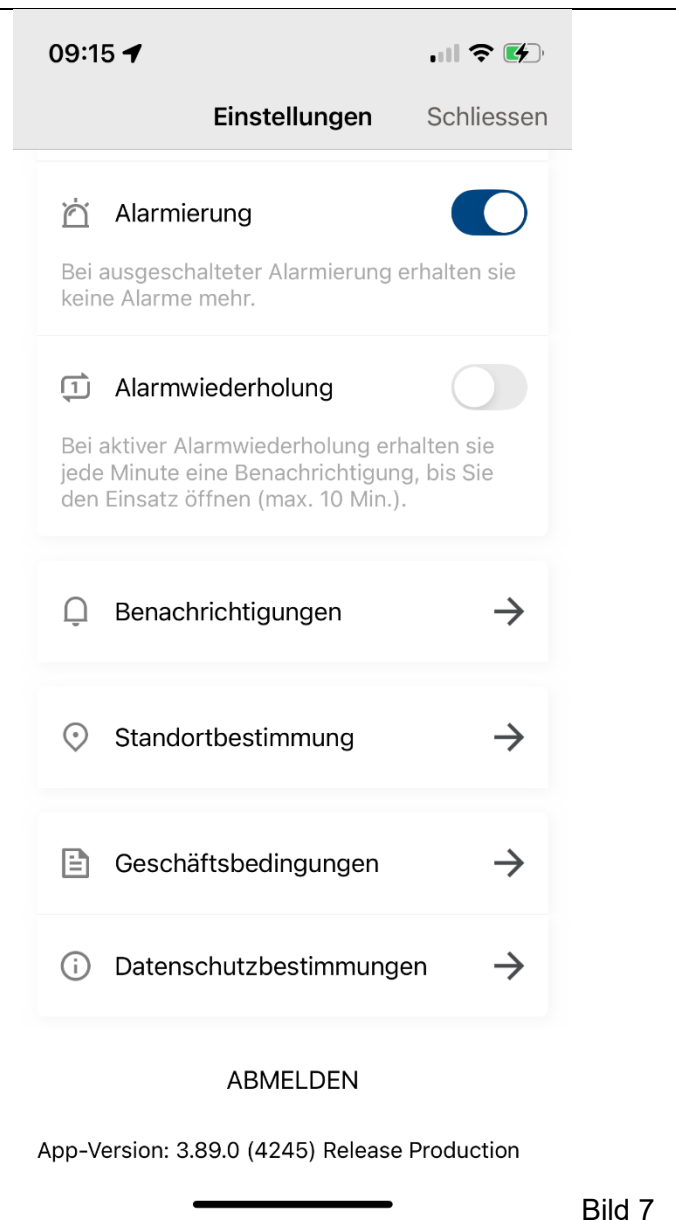 09:15
Einstellungen Schliessen
Alarmierung
Bei ausgeschalteter Alarmierung erhalten sie
keine Alarme mehr.
1 Alarmwiederholung
Bei aktiver Alarmwiederholung erhalten sie
jede Minute eine Benachrichtigung, bis Sie
den Einsatz öffnen (max. 10 Min.).
Benachrichtigungen
Standortbestimmung
Geschäftsbedingungen
Datenschutzbestimmungen
ABMELDEN
App-Version: 3.89.0 (4245) Release Production
Bild 7